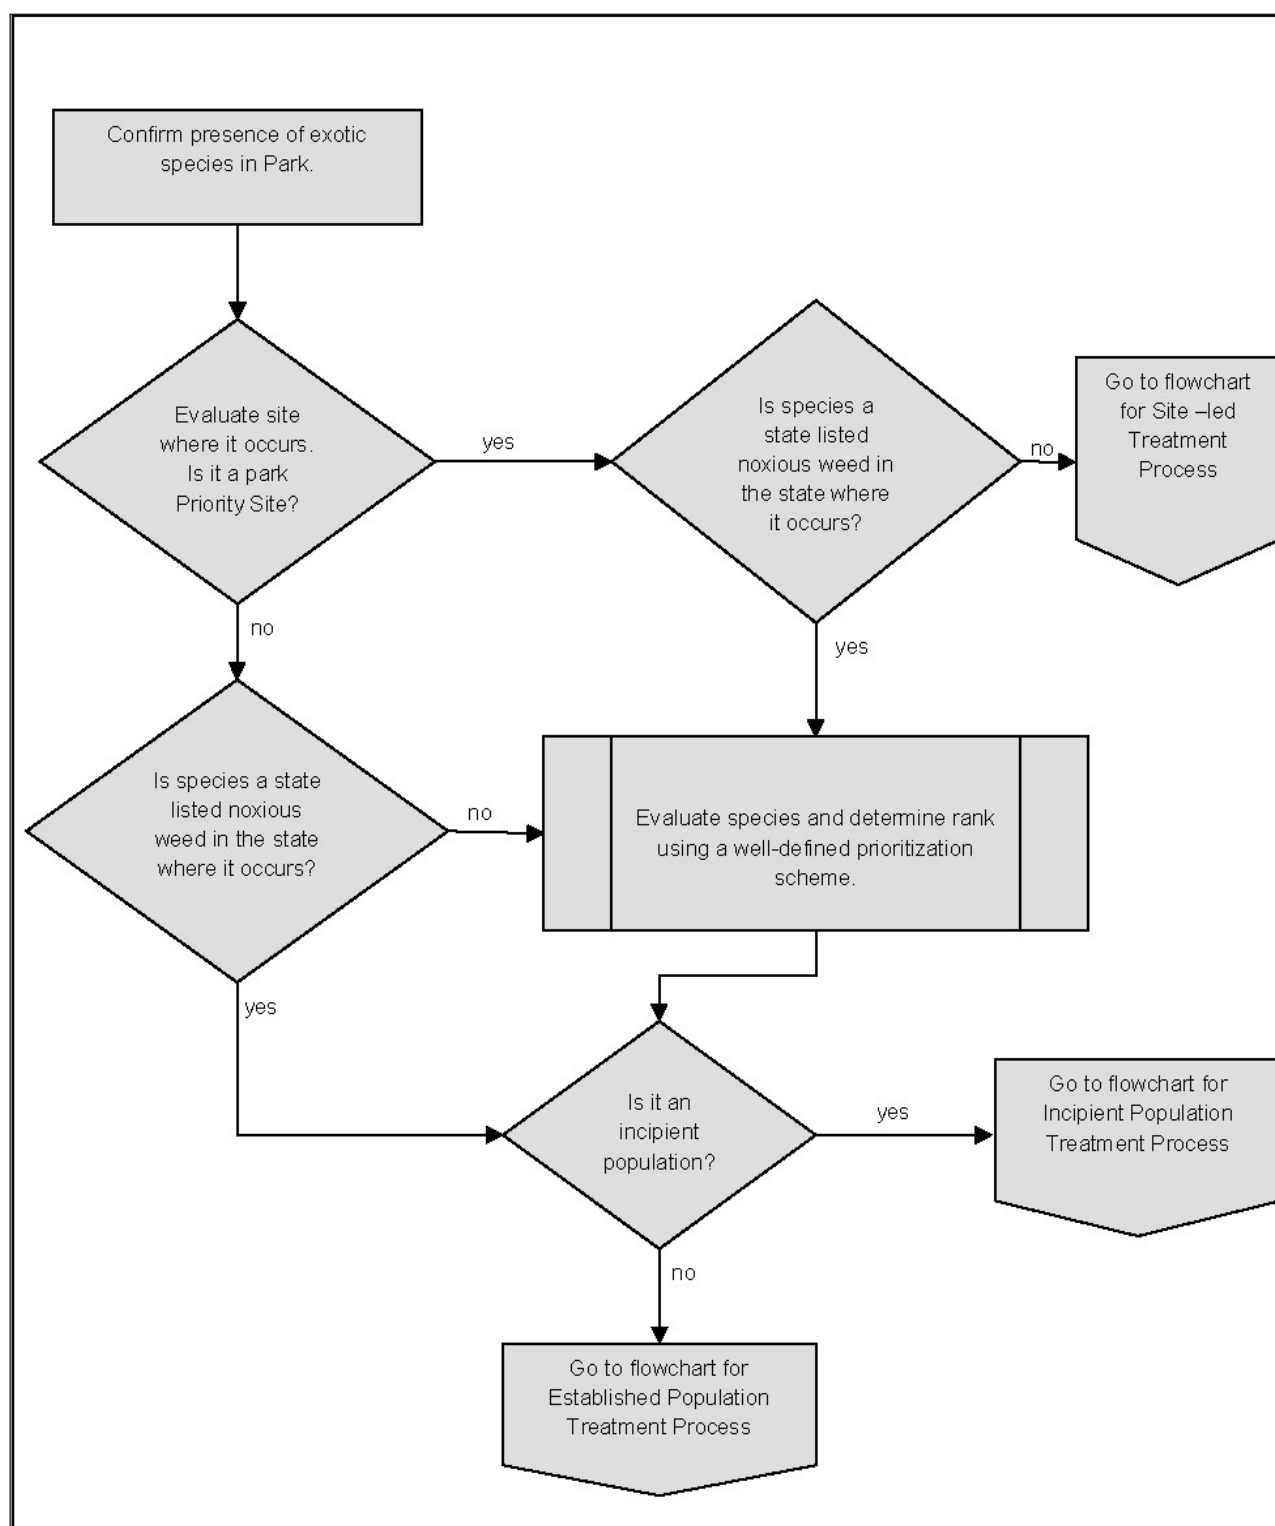 Confirm presence of exotic
species in Park.
Evaluate site
where it occurs.
Is it a park
Priority Site?
yes
Is species a
state listed
noxious weed in
the state where
it occurs?
no
Go to flowchart
for Site –led
Treatment
Process
no
yes
Is species a state
listed noxious
weed in the state
where it occurs?
no
Evaluate species and determine rank
using a well-defined prioritization
scheme.
yes
Is it an
incipient
population?
yes
Go to flowchart for
Incipient Population
Treatment Process
no
Go to flowchart for
Established Population
Treatment Process